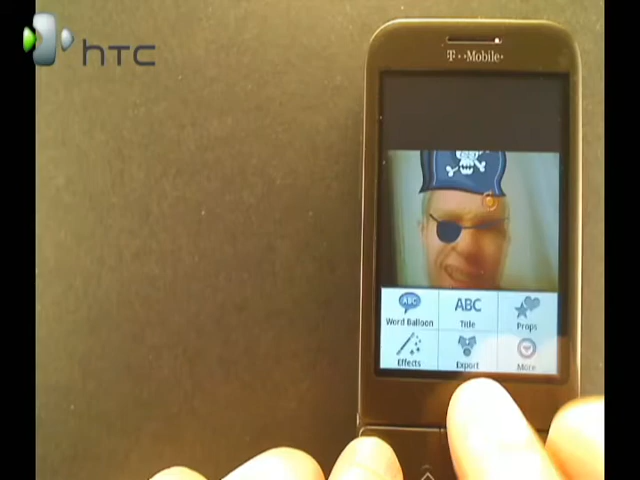 hTC
T··Mobile·
ABC
Word Balloon
ABC
Title
Props
Effects
Export
More